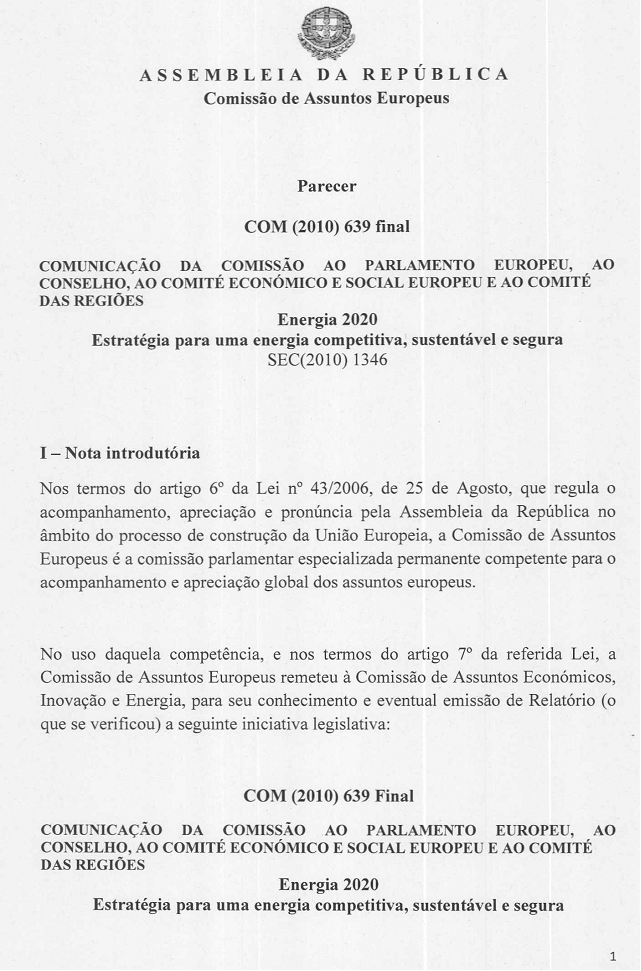 ASSEMBLEIA DA REPÚBLICA
Comissão de Assuntos Europeus
Parecer
COM (2010) 639 final
COMUNICAÇÃO DA COMISSÃO AO PARLAMENTO EUROPEU, AO
CONSELHO, AO COMITÉ ECONÓMICO E SOCIAL EUROPEU E AO COMITÉ
DAS REGIÕES
Energia 2020
Estratégia para uma energia competitiva, sustentável e segura
SEC(2010) 1346
I – Nota introdutória
Nos termos do artigo 6º da Lei nº 43/2006, de 25 de Agosto, que regula o
acompanhamento, apreciação e pronúncia pela Assembleia da República no
âmbito do processo de construção da União Europeia, a Comissão de Assuntos
Europeus é a comissão parlamentar especializada permanente competente para o
acompanhamento e apreciação global dos assuntos europeus.
No uso daquela competência, e nos termos do artigo 7º da referida Lei, a
Comissão de Assuntos Europeus remeteu à Comissão de Assuntos Económicos,
Inovação e Energia, para seu conhecimento e eventual emissão de Relatório (o
que se verificou) a seguinte iniciativa legislativa:
COM (2010) 639 Final
COMUNICAÇÃO DA COMISSÃO AO PARLAMENTO EUROPEU, AO
CONSELHO, AO COMITÉ ECONÓMICO E SOCIAL EUROPEU E AO COMITÉ
DAS REGIÕES
Energia 2020
Estratégia para uma energia competitiva, sustentável e segura
1